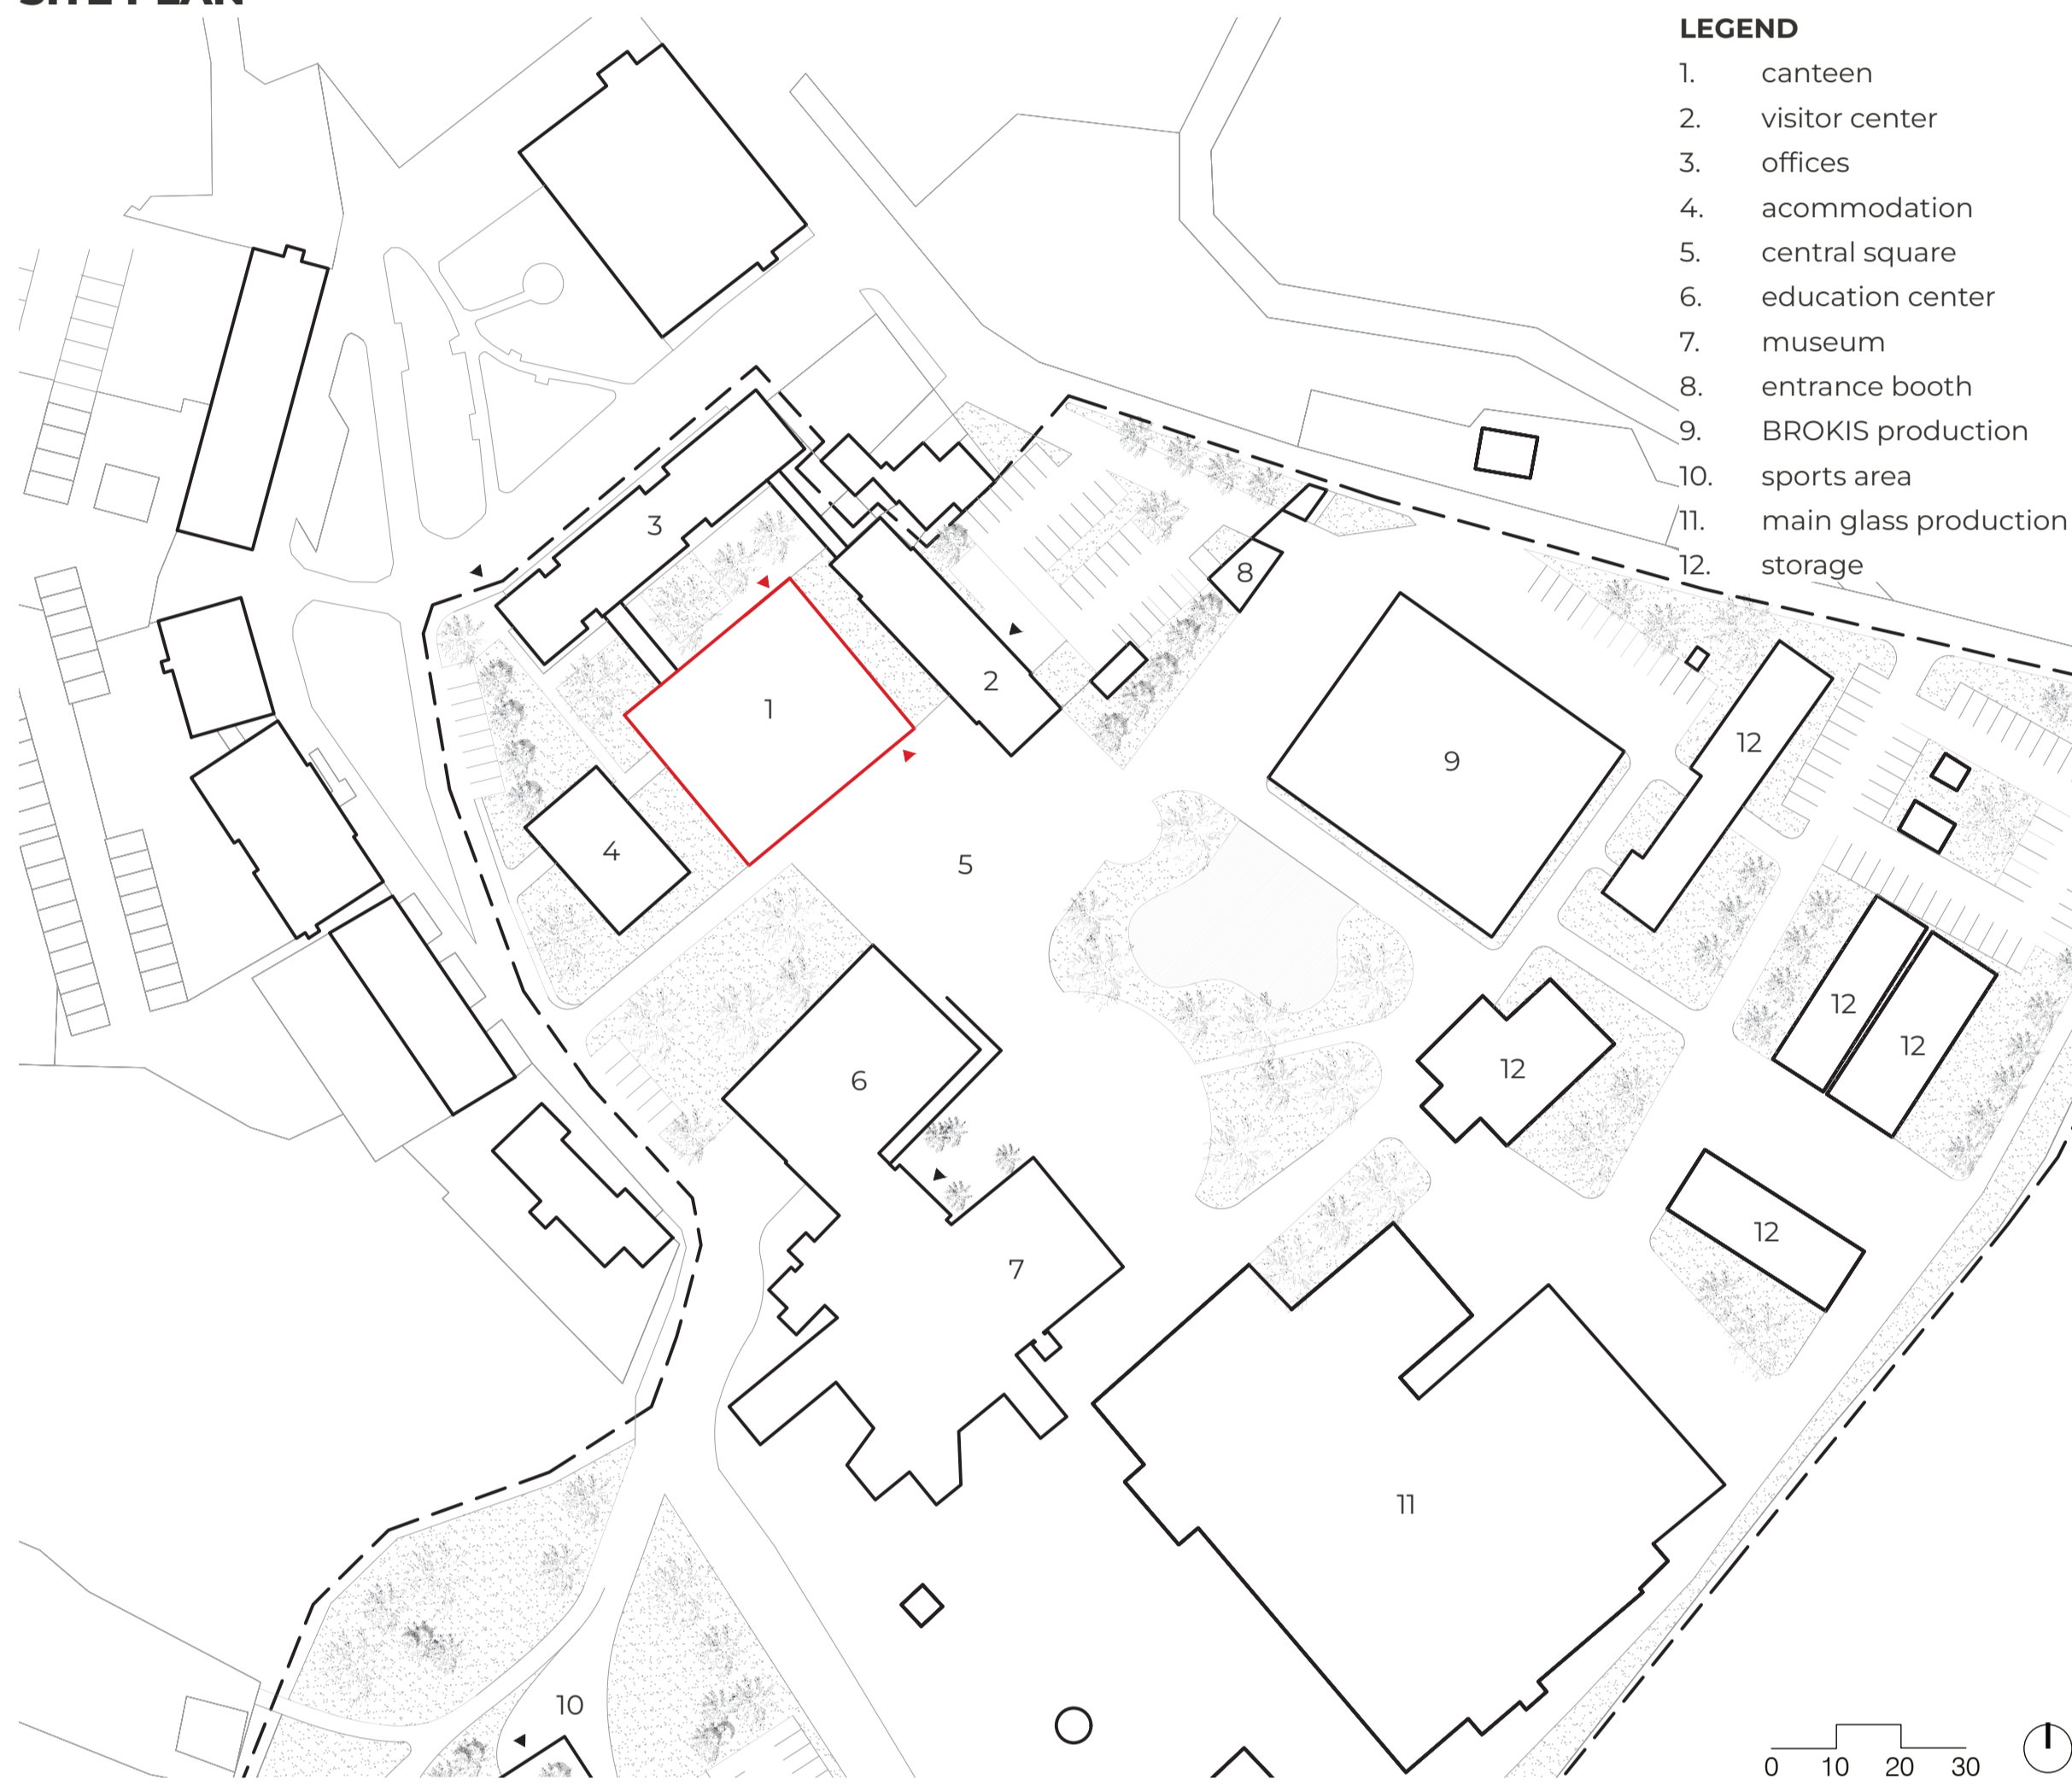 SITE PLAN
LEGEND
1. canteen
2. visitor center
3. offices
4. acommodation
5. central square
6. education center
7. museum
8. entrance booth
9. BROKIS production
10. sports area
11. main glass production
12. storage
3
8
1
2
12
9
4
5
12
12
6
12
12
7
11
10
0 10 20 30